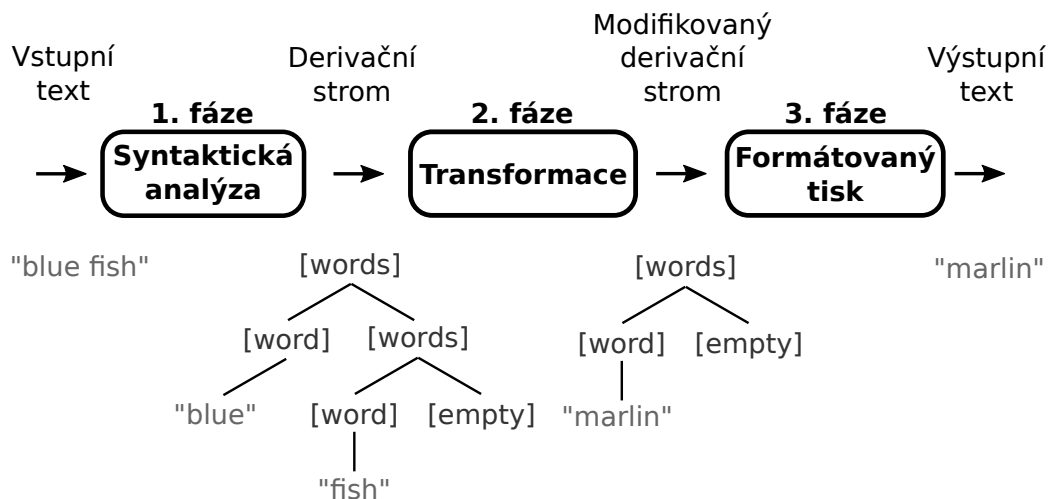 Vstupní
text
Derivační
strom
Modifikovaný
derivační
strom
Výstupní
text
1. fáze
2. fáze
3. fáze
Syntaktická
analýza
Transformace
Formátovaný
tisk
"blue fish"
[words]
[words]
"marlin"
[word] [words]
[word] [empty]
"blue" [word] [empty]
"marlin"
"fish"